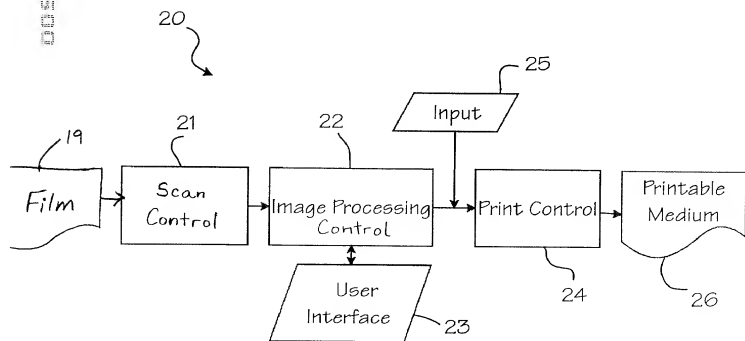 20
25
Input
19
21
22
Film
Scan
Control
Image Processing
Control
Print Control
Printable
Medium
User
Interface
23
24
26